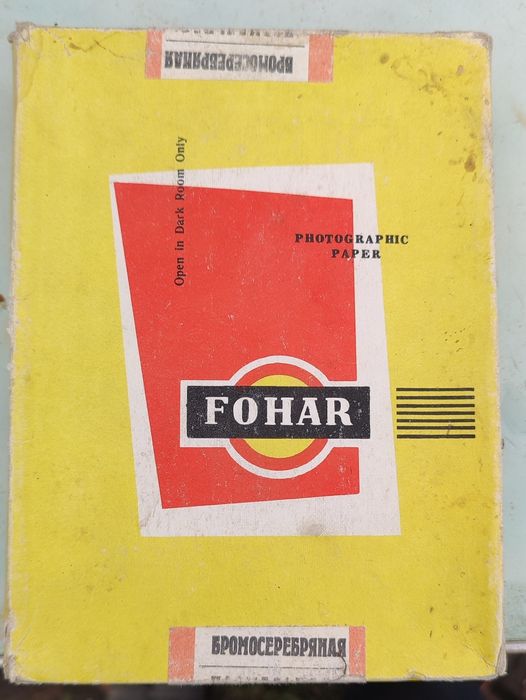 БРОМОСЕРЕБРЯНАЯ
Open in Dark Room Only
PHOTOGRAPHIC
PAPER
FOHAR
БРОМОСЕРЕБРЯНАЯ